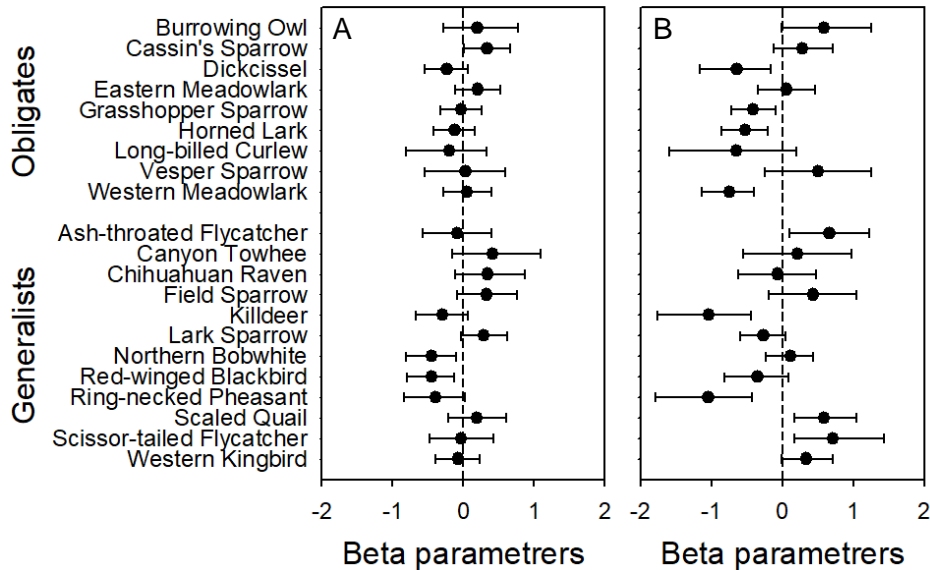 A
B
Obligates
Burrowing Owl
Cassin's Sparrow
Dickcissel
Eastern Meadowlark
Grasshopper Sparrow
Horned Lark
Long-billed Curlew
Vesper Sparrow
Western Meadowlark
Generalists
Ash-throated Flycatcher
Canyon Towhee
Chihuahuan Raven
Field Sparrow
Killdeer
Lark Sparrow
Northern Bobwhite
Red-winged Blackbird
Ring-necked Pheasant
Scaled Quail
Scissor-tailed Flycatcher
Western Kingbird
-2 -1 0 1 2
-2 -1 0 1 2
Beta parametrers
Beta parametrers